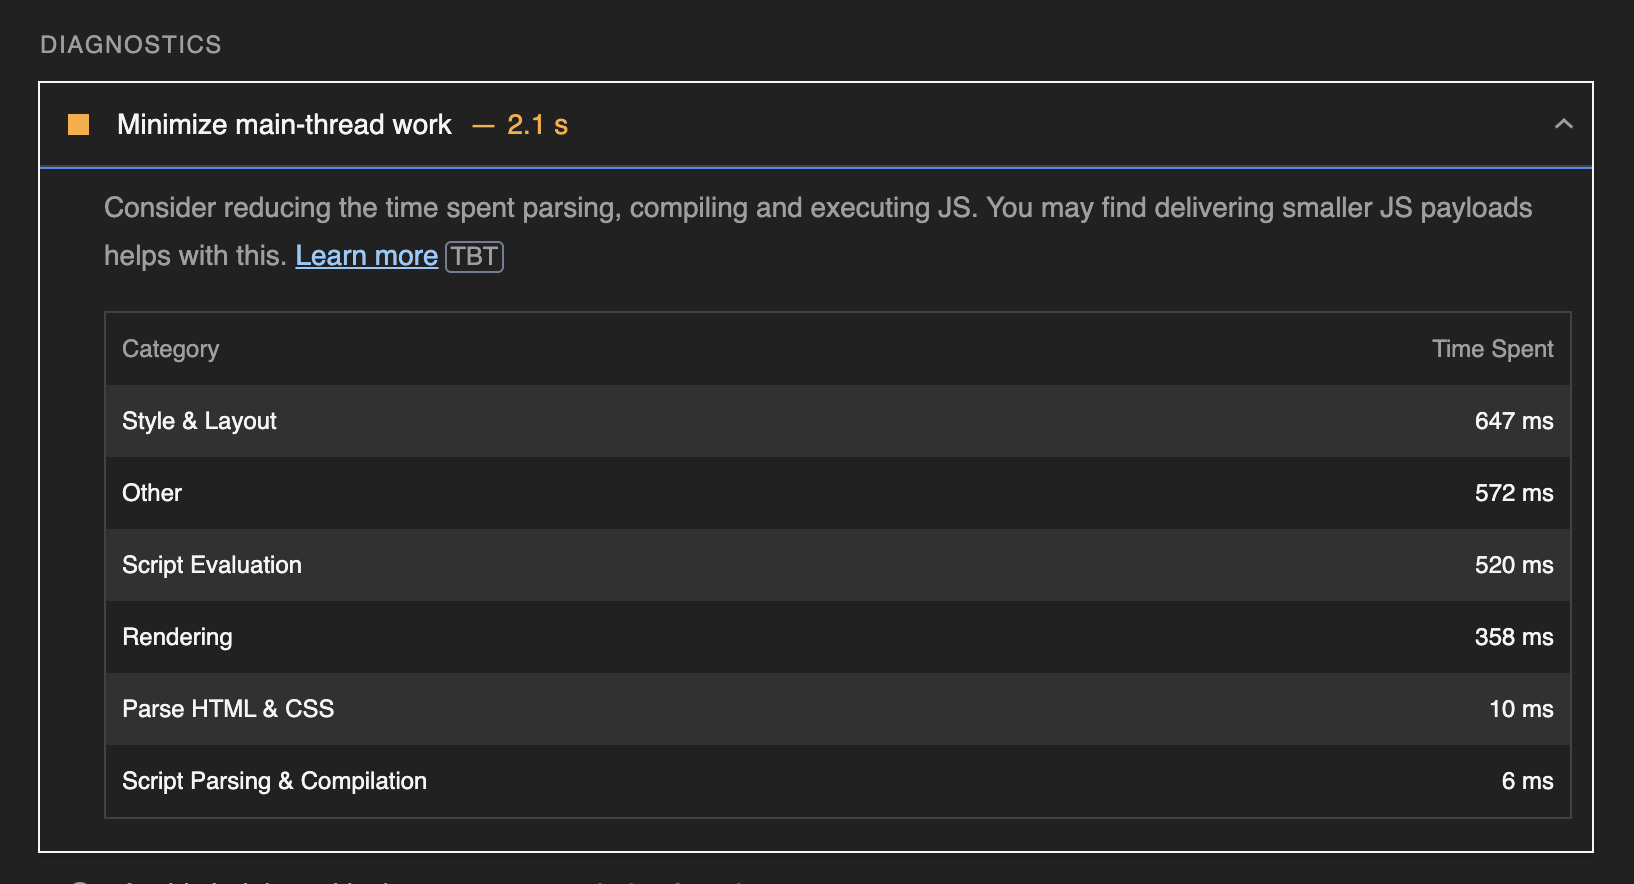 DIAGNOSTICS
Minimize main-thread work — 2.1 s
Consider reducing the time spent parsing, compiling and executing JS. You may find delivering smaller JS payloads
helps with this. Learn more TBT
Category Time Spent
Style & Layout 647 ms
Other 572 ms
Script Evaluation 520 ms
Rendering 358 ms
Parse HTML & CSS 10 ms
Script Parsing & Compilation 6 ms